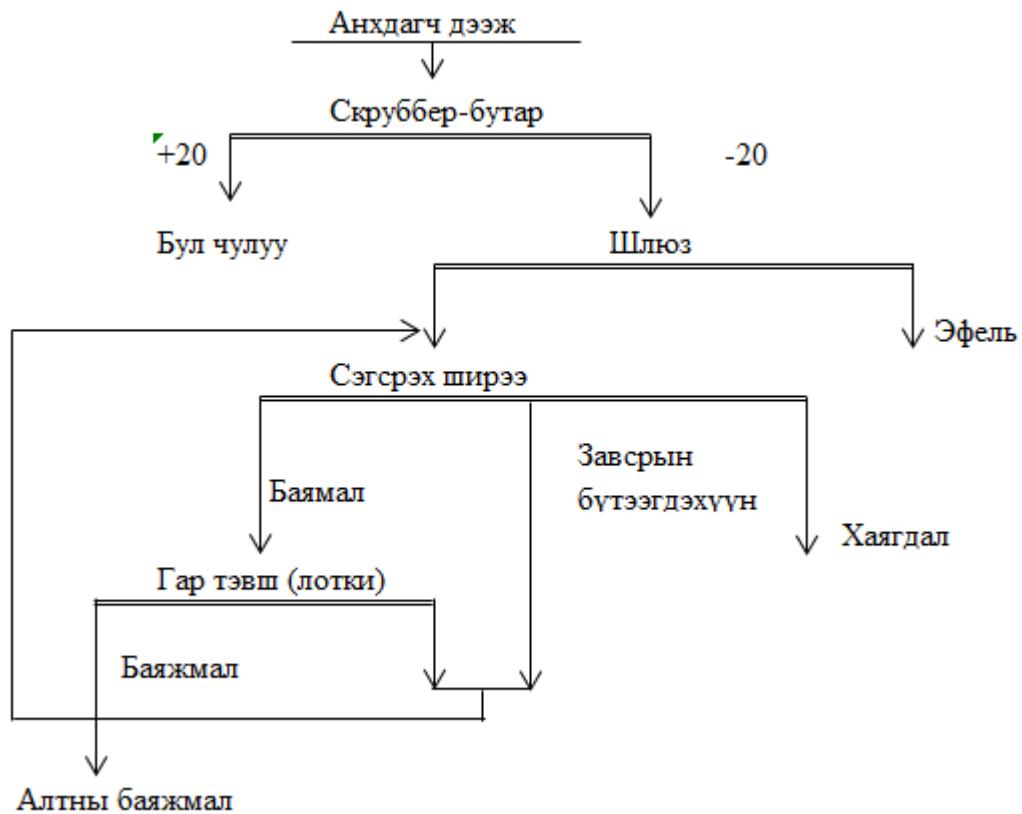 Анхдагч дээж
Скруббер-бутар
+20
-20
Бул чулуу
Шлюз
Эфель
Сэгсрэх ширээ
Завсрын
бүтээгдэхүүн
Баямал
Хаягдал
Гар тэвш (лотки)
Баяжмал
Алтны баяжмал